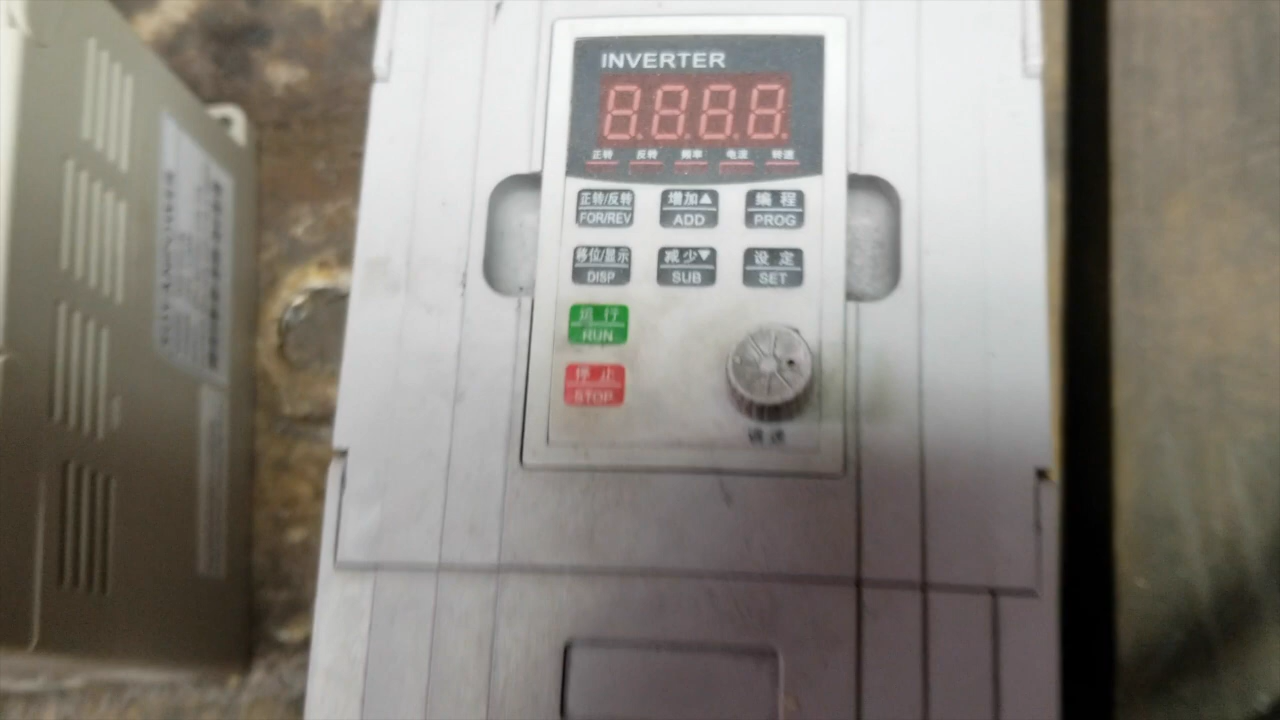 INVERTER
8.8.8.8.
正转 反转 频率 电流 转速
正转/反转 增加▲ 编程
FOR/REV ADD PROG
移位/显示 减少▼ 设定
DISP SUB SET
运行
RUN
停止
STOP
调速